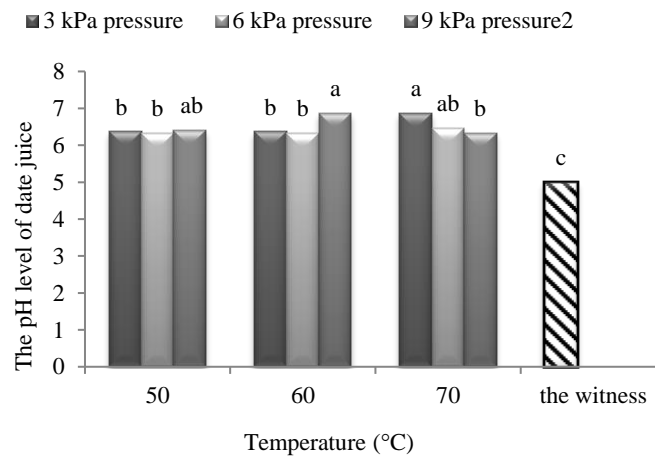 3 kPa pressure 6 kPa pressure 9 kPa pressure2
The pH level of date juice
8
7
6
5
4
3
2
1
0
b b ab b b a a ab b c
50 60 70 the witness
Temperature (°C)